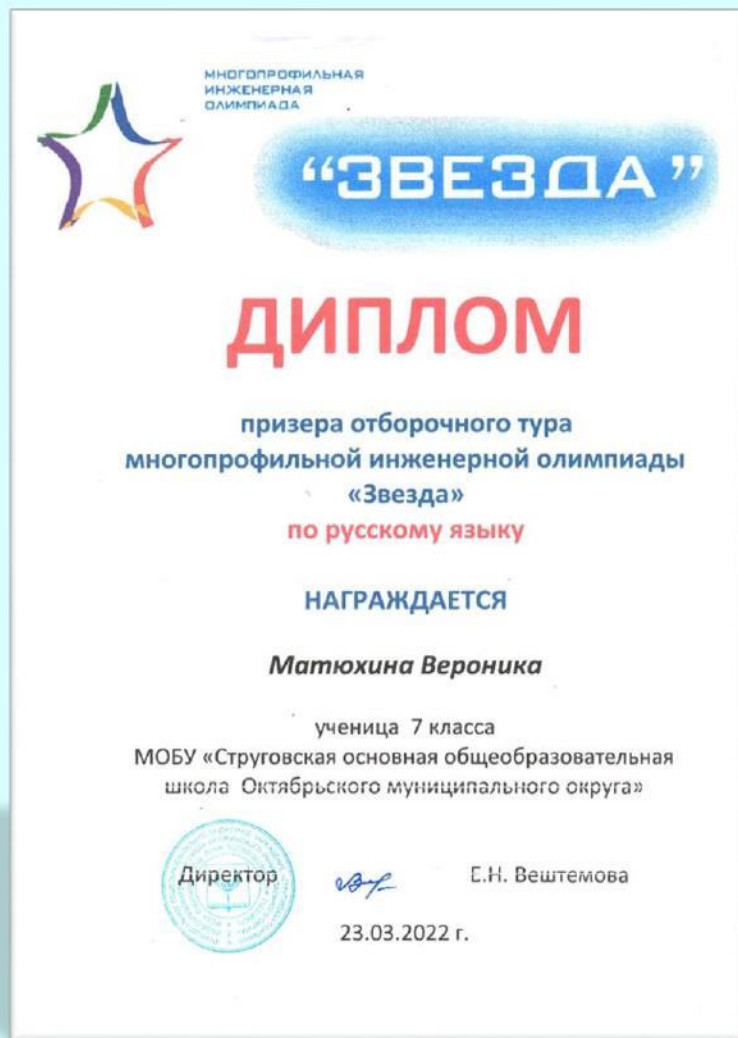 МНОГОПРОФИЛЬНАЯ
ИНЖЕНЕРНАЯ
ОЛИМПИАДА
“ЗВЕЗДА”
ДИПЛОМ
призера отборочного тура
многопрофильной инженерной олимпиады
«Звезда»
по русскому языку
НАГРАЖДАЕТСЯ
Матюхина Вероника
ученица 7 класса
МОБУ «Струговская основная общеобразовательная
школа Октябрьского муниципального округа»
Директор Е.Н. Вештемова
23.03.2022 г.